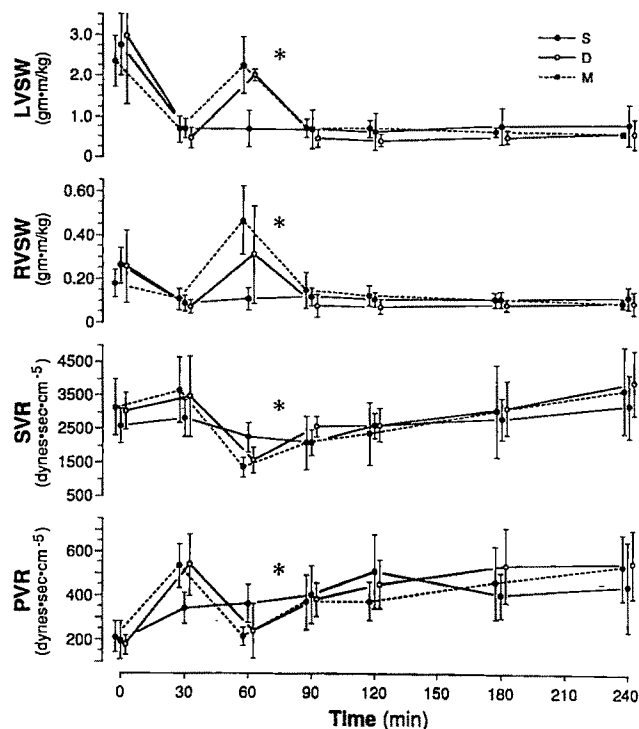 LVSW
(gm•m/kg)
3.0
2.0
1.0
0
*
S
D
M
RVSW
(gm•m/kg)
0.60
0.40
0.20
0
*
SVR
(dynes•sec•cm-5)
4500
3500
2500
1500
500
*
PVR
(dynes•sec•cm-5)
600
400
200
*
0 30 60 90 120 150 180 210 240
Time (min)